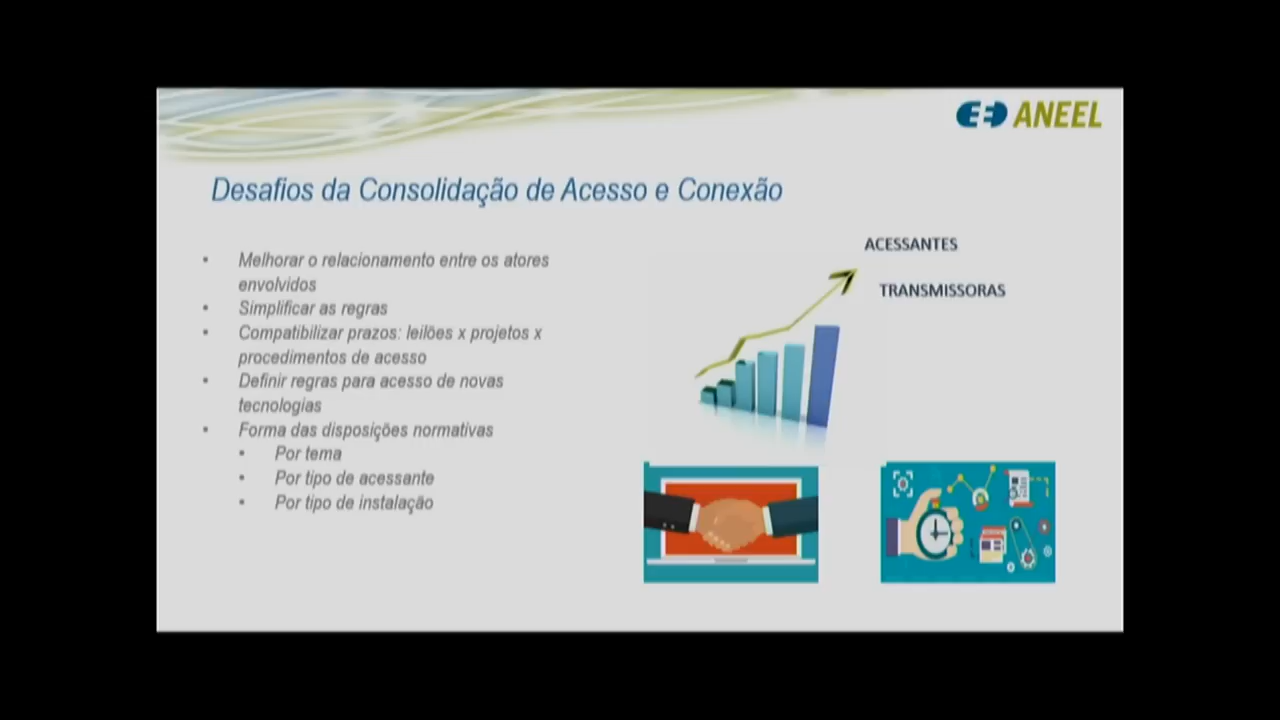 ANEEL
Desafios da Consolidação de Acesso e Conexão
• Melhorar o relacionamento entre os atores
envolvidos
• Simplificar as regras
• Compatibilizar prazos: leilões x projetos x
procedimentos de acesso
• Definir regras para acesso de novas
tecnologias
• Forma das disposições normativas
• Por tema
• Por tipo de acessante
• Por tipo de instalação
ACESSANTES
TRANSMISSORAS